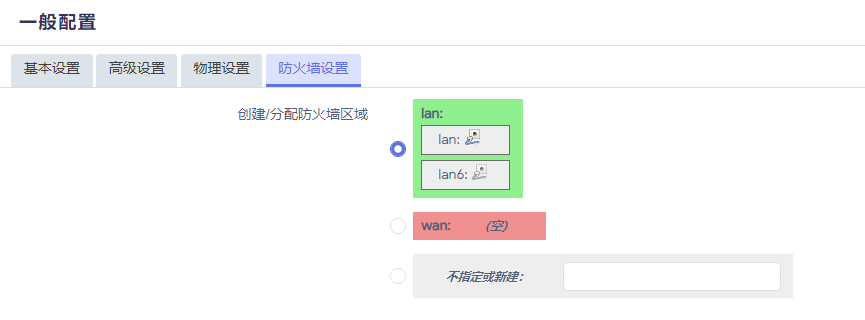 一般配置
基本设置 高级设置 物理设置 防火墙设置
创建/分配防火墙区域
lan:
lan:
lan6:
wan: (空)
不指定或新建：